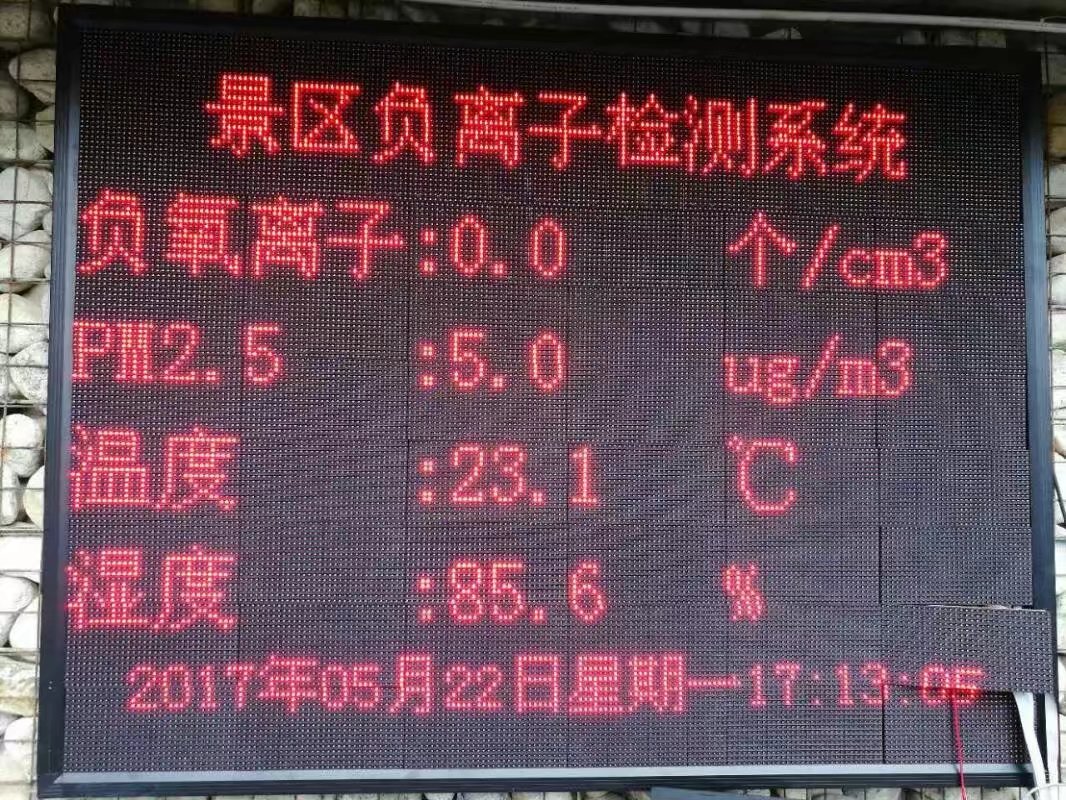 景区负离子检测系统
负氧离子:0.0 个/cm3
PM2.5 :5.0 ug/m3
温度 :23.1 ℃
湿度 :85.6 %
2017年05月22日星期一17:13:05